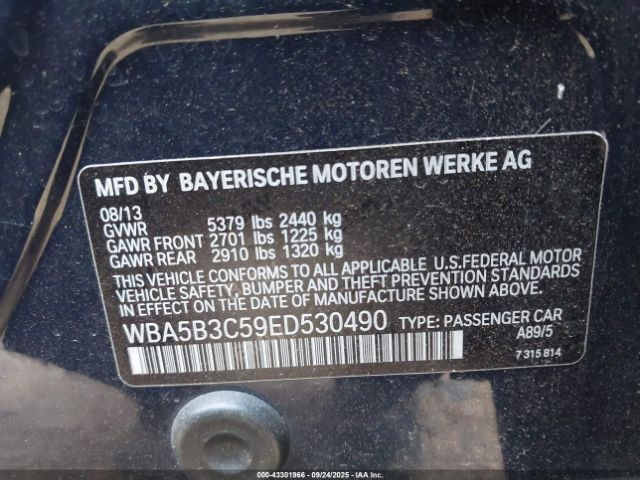 MFD BY BAYERISCHE MOTOREN WERKE AG
08/13
GVWR 5379 lbs 2440 kg
GAWR FRONT 2701 lbs 1225 kg
GAWR REAR 2910 lbs 1320 kg
THIS VEHICLE CONFORMS TO ALL APPLICABLE U.S.FEDERAL MOTOR
VEHICLE SAFETY, BUMPER AND THEFT PREVENTION STANDARDS
IN EFFECT ON THE DATE OF MANUFACTURE SHOWN ABOVE.
WBA5B3C59ED530490 TYPE: PASSENGER CAR
A89/5
7 315 814
000-43301966 - 09/24/2025 - IAAC